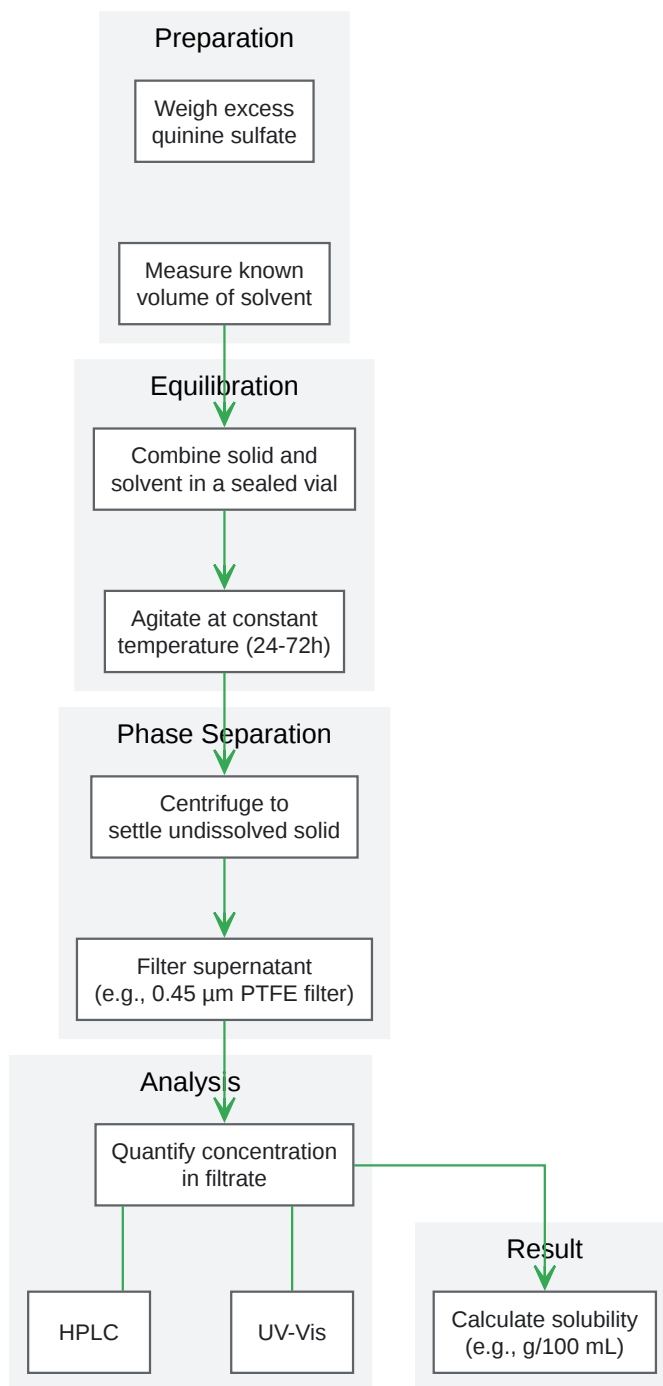 Preparation
Weigh excess
quinine sulfate
Measure known
volume of solvent
Equilibration
Combine solid and
solvent in a sealed vial
Agitate at constant
temperature (24-72h)
Phase Separation
Centrifuge to
settle undissolved solid
Filter supernatant
(e.g., 0.45 µm PTFE filter)
Analysis
Quantify concentration
in filtrate
HPLC
UV-Vis
Result
Calculate solubility
(e.g., g/100 mL)